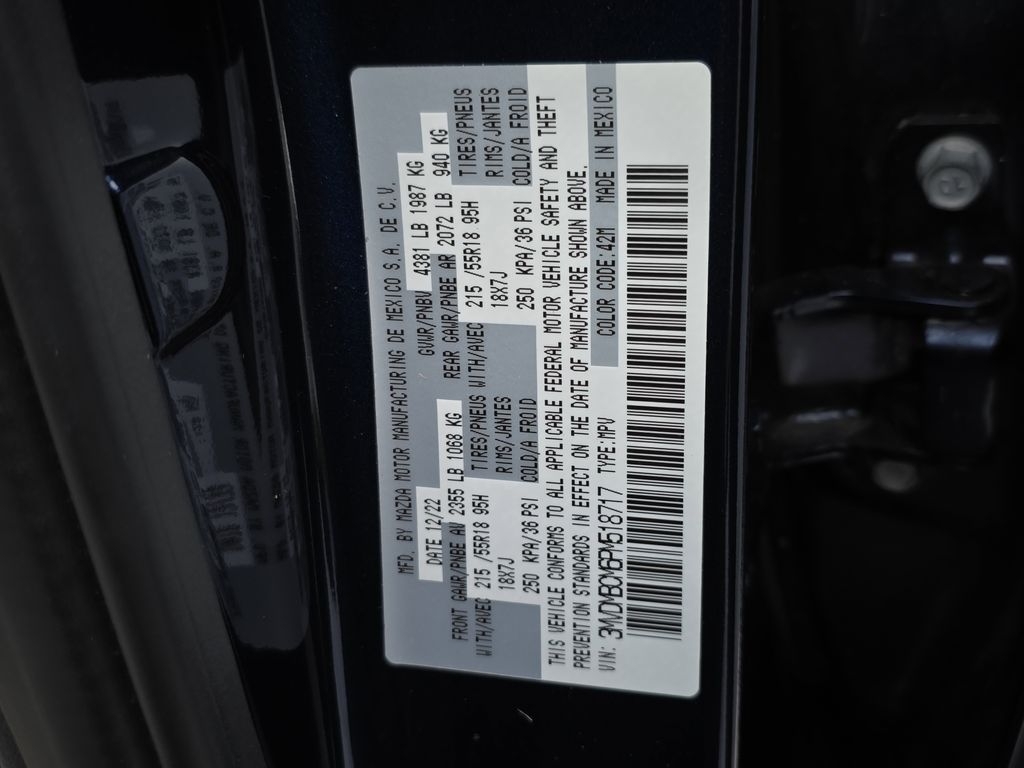 MFD. BY MAZDA MOTOR MANUFACTURING DE MEXICO S.A. DE C.V.
DATE 12/22 GVWR/PNBV 4381 LB 1987 KG
FRONT GAWR/PNBE AV 2355 LB 1068 KG REAR GAWR/PNBE AR 2072 LB 940 KG
WITH/AVEC 215 /55R18 95H TIRES/PNEUS WITH/AVEC 215 /55R18 95H TIRES/PNEUS
18X7J RIMS/JANTES 18X7J RIMS/JANTES
250 KPA/36 PSI COLD/A FROID 250 KPA/36 PSI COLD/A FROID
THIS VEHICLE CONFORMS TO ALL APPLICABLE FEDERAL MOTOR VEHICLE SAFETY AND THEFT
PREVENTION STANDARDS IN EFFECT ON THE DATE OF MANUFACTURE SHOWN ABOVE.
VIN: 3MVDMBCM6PM518717 TYPE:MPV COLOR CODE:42M MADE IN MEXICO